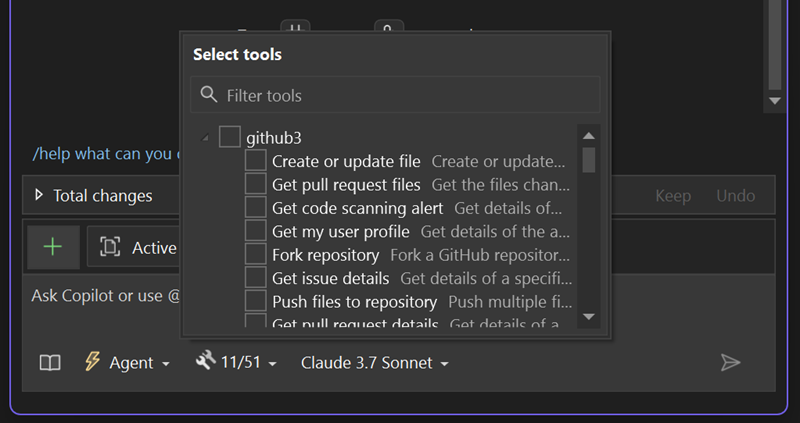 Select tools
Filter tools
github3
Create or update file Create or update...
Get pull request files Get the files chan...
Get code scanning alert Get details of...
Get my user profile Get details of the a...
Fork repository Fork a GitHub repositor...
Get issue details Get details of a specifi...
Push files to repository Push multiple fi...
Get pull request details Get details of a
/help what can you
Total changes Keep Undo
Active
Ask Copilot or use @
Agent 11/51 Claude 3.7 Sonnet